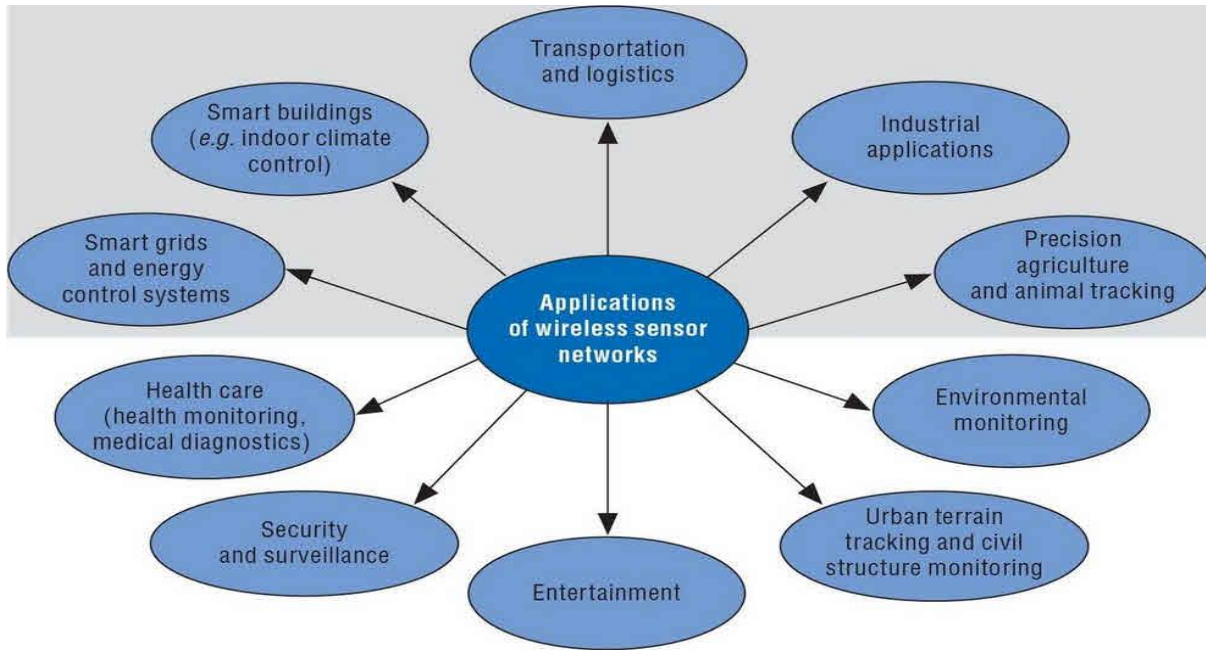 Transportation
and logistics
Smart buildings
(e.g. indoor climate
control)
Industrial
applications
Smart grids
and energy
control systems
Precision
agriculture
and animal tracking
Applications
of wireless sensor
networks
Health care
(health monitoring,
medical diagnostics)
Environmental
monitoring
Security
and surveillance
Urban terrain
tracking and civil
structure monitoring
Entertainment